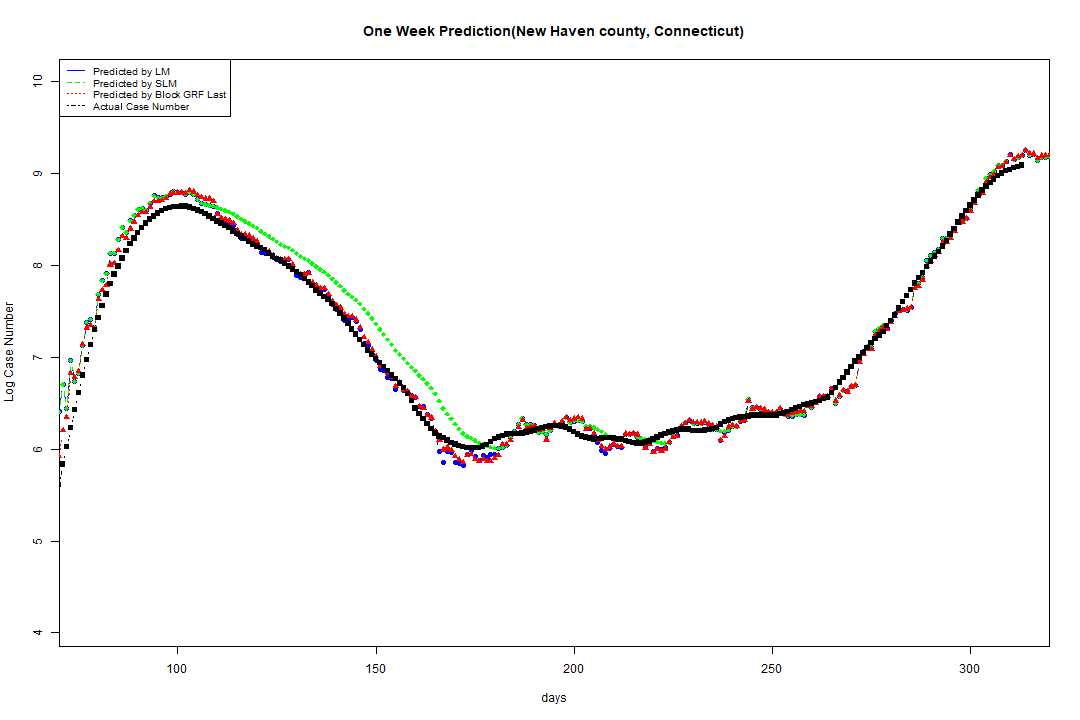 One Week Prediction(New Haven county, Connecticut)
Predicted by LM
Predicted by SLM
Predicted by Block GRF Last
Actual Case Number
10
9
8
7
6
5
4
Log Case Number
100 150 200 250 300
days